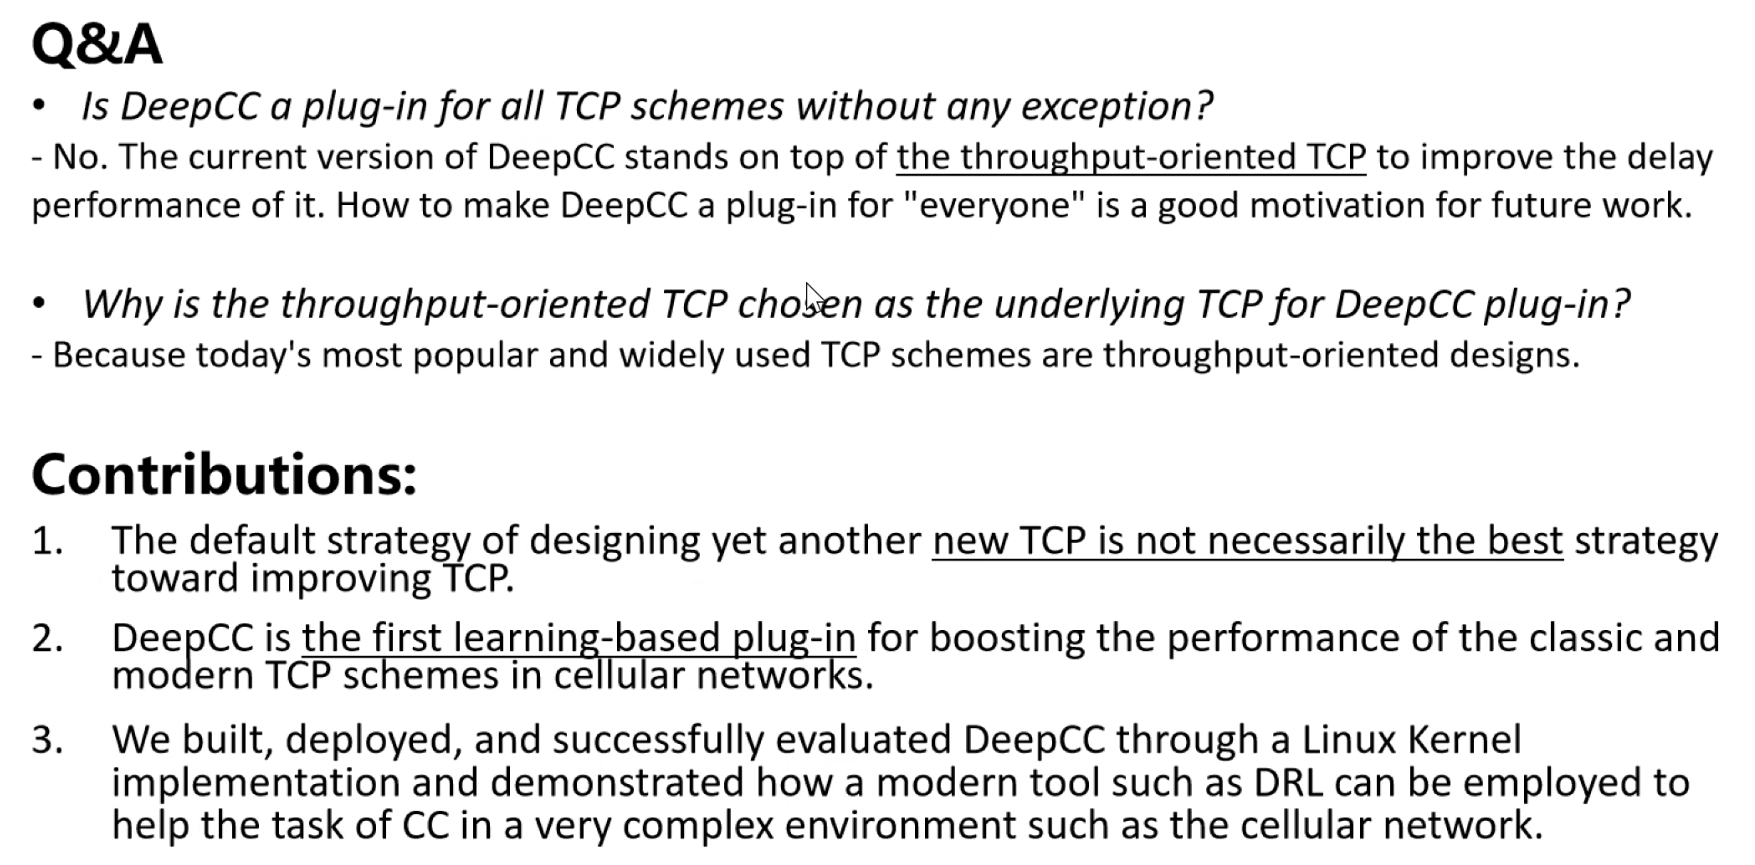 Q&A
• Is DeepCC a plug-in for all TCP schemes without any exception?
- No. The current version of DeepCC stands on top of the throughput-oriented TCP to improve the delay
performance of it. How to make DeepCC a plug-in for "everyone" is a good motivation for future work.
• Why is the throughput-oriented TCP chosen as the underlying TCP for DeepCC plug-in?
- Because today's most popular and widely used TCP schemes are throughput-oriented designs.
Contributions:
1. The default strategy of designing yet another new TCP is not necessarily the best strategy
toward improving TCP.
2. DeepCC is the first learning-based plug-in for boosting the performance of the classic and
modern TCP schemes in cellular networks.
3. We built, deployed, and successfully evaluated DeepCC through a Linux Kernel
implementation and demonstrated how a modern tool such as DRL can be employed to
help the task of CC in a very complex environment such as the cellular network.